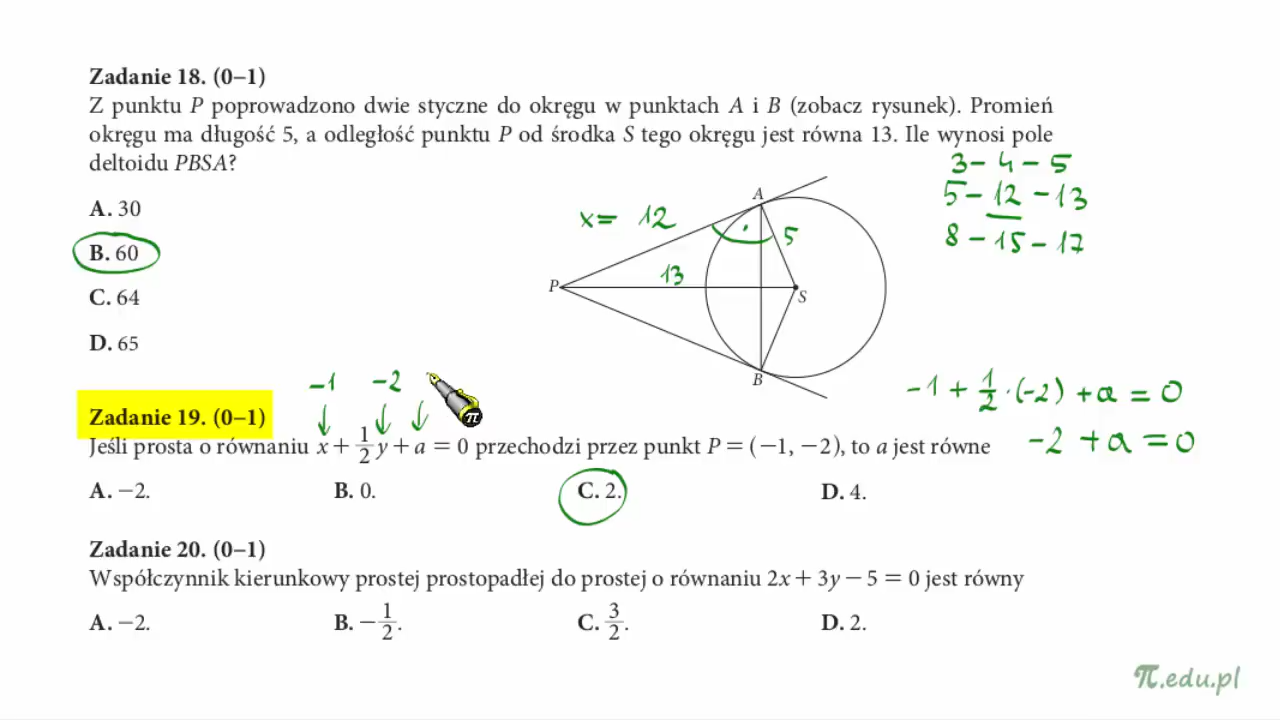 Zadanie 18. (0–1)
Z punktu P poprowadzono dwie styczne do okręgu w punktach A i B (zobacz rysunek). Promień
okręgu ma długość 5, a odległość punktu P od środka S tego okręgu jest równa 13. Ile wynosi pole
deltoidu PBSA?
3 – 4 – 5
5 – 12 – 13
8 – 15 – 17
A. 30
B. 60
C. 64
D. 65
A
x = 12
5
13
P
S
B
-1 -2
-1 + 1/2 · (-2) + a = 0
-2 + a = 0
Zadanie 19. (0–1)
Jeśli prosta o równaniu x + 1/2 y + a = 0 przechodzi przez punkt P = (−1, −2), to a jest równe
A. −2. B. 0. C. 2. D. 4.
Zadanie 20. (0–1)
Współczynnik kierunkowy prostej prostopadłej do prostej o równaniu 2x + 3y − 5 = 0 jest równy
A. −2. B. −1/2. C. 3/2. D. 2.
π
π.edu.pl